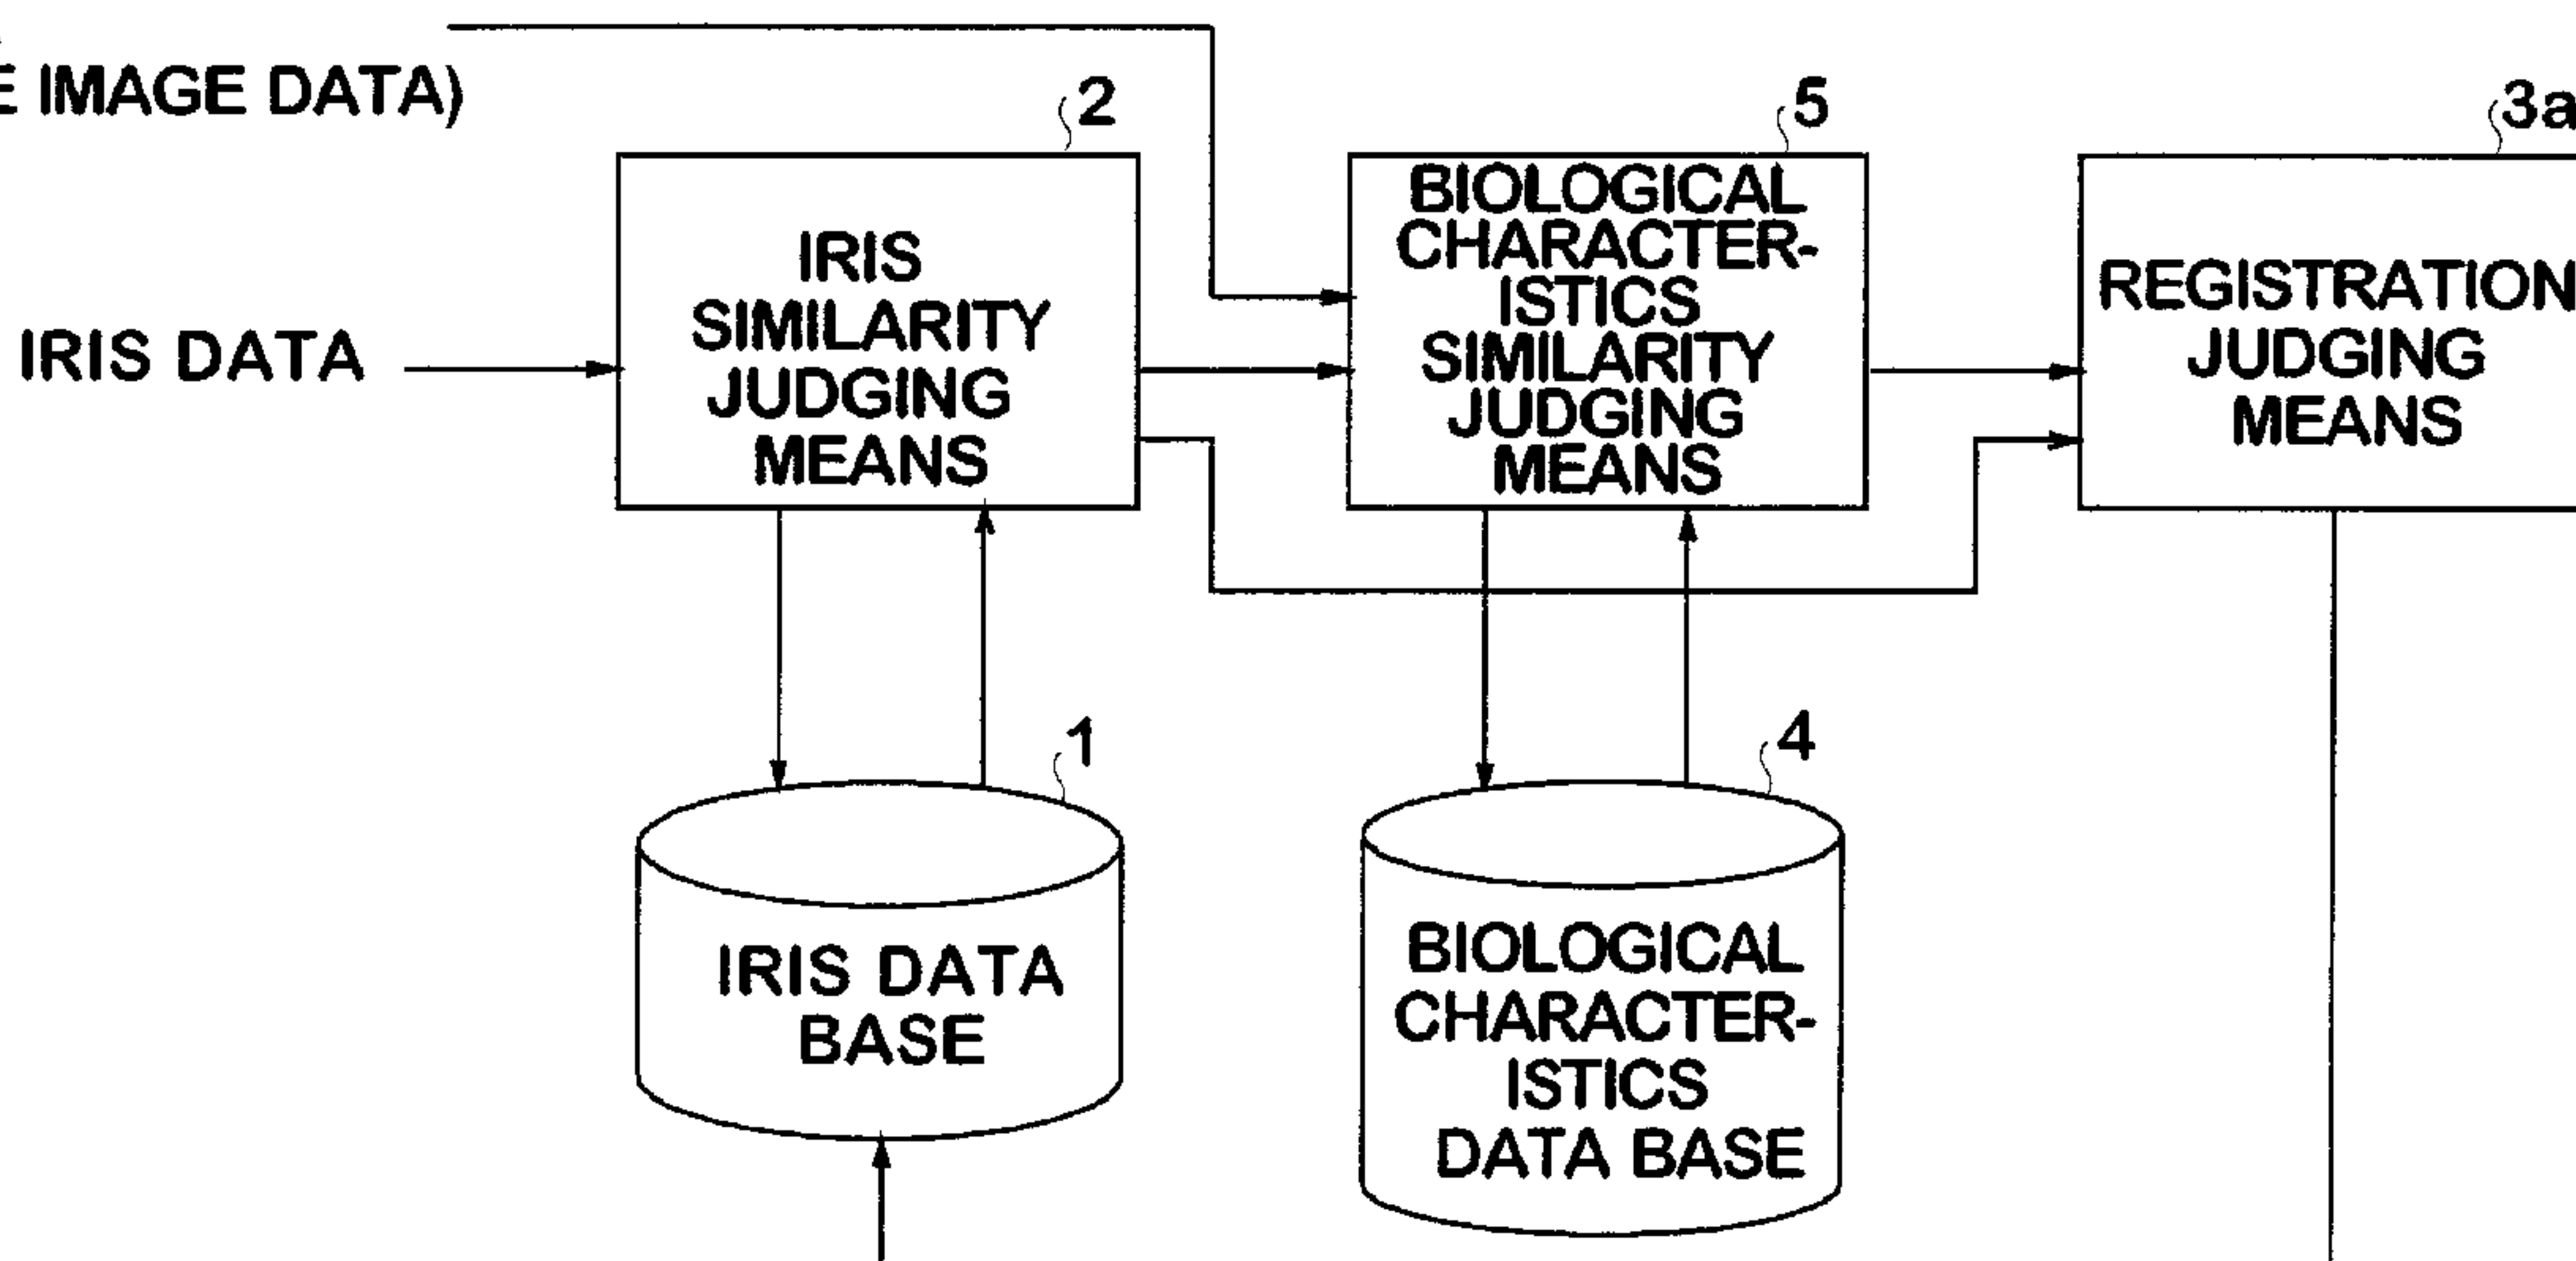 E IMAGE DATA)
2
5
3a
IRIS DATA
IRIS
SIMILARITY
JUDGING
MEANS
BIOLOGICAL
CHARACTER-
ISTICS
SIMILARITY
JUDGING
MEANS
REGISTRATION
JUDGING
MEANS
1
4
IRIS DATA
BASE
BIOLOGICAL
CHARACTER-
ISTICS
DATA BASE